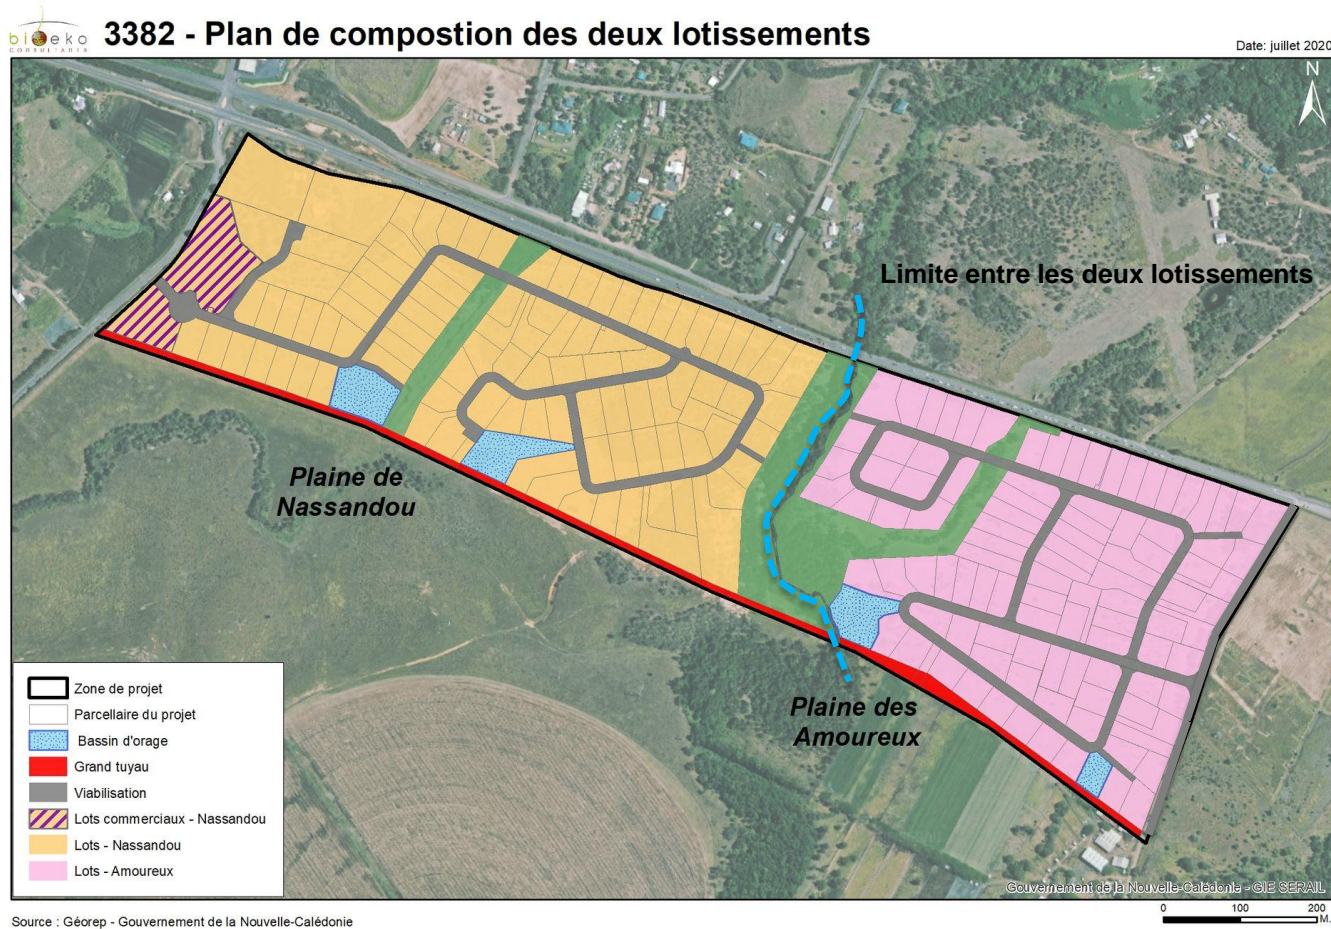 bioeko
CONSULTANTS
3382 - Plan de compostion des deux lotissements
Date: juillet 2020
N
Limite entre les deux lotissements
Plaine de
Nassandou
Plaine des
Amoureux
Zone de projet
Parcellaire du projet
Bassin d'orage
Grand tuyau
Viabilisation
Lots commerciaux - Nassandou
Lots - Nassandou
Lots - Amoureux
Gouvernement de la Nouvelle-Calédonie - GIE SERAIL
Source : Géorep - Gouvernement de la Nouvelle-Calédonie
0 100 200
M.